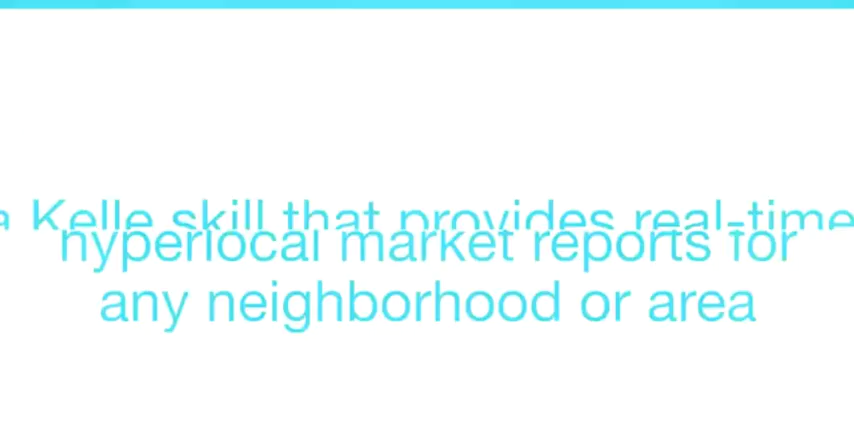 a Kelle skill that provides real-time
hyperlocal market reports for
any neighborhood or area